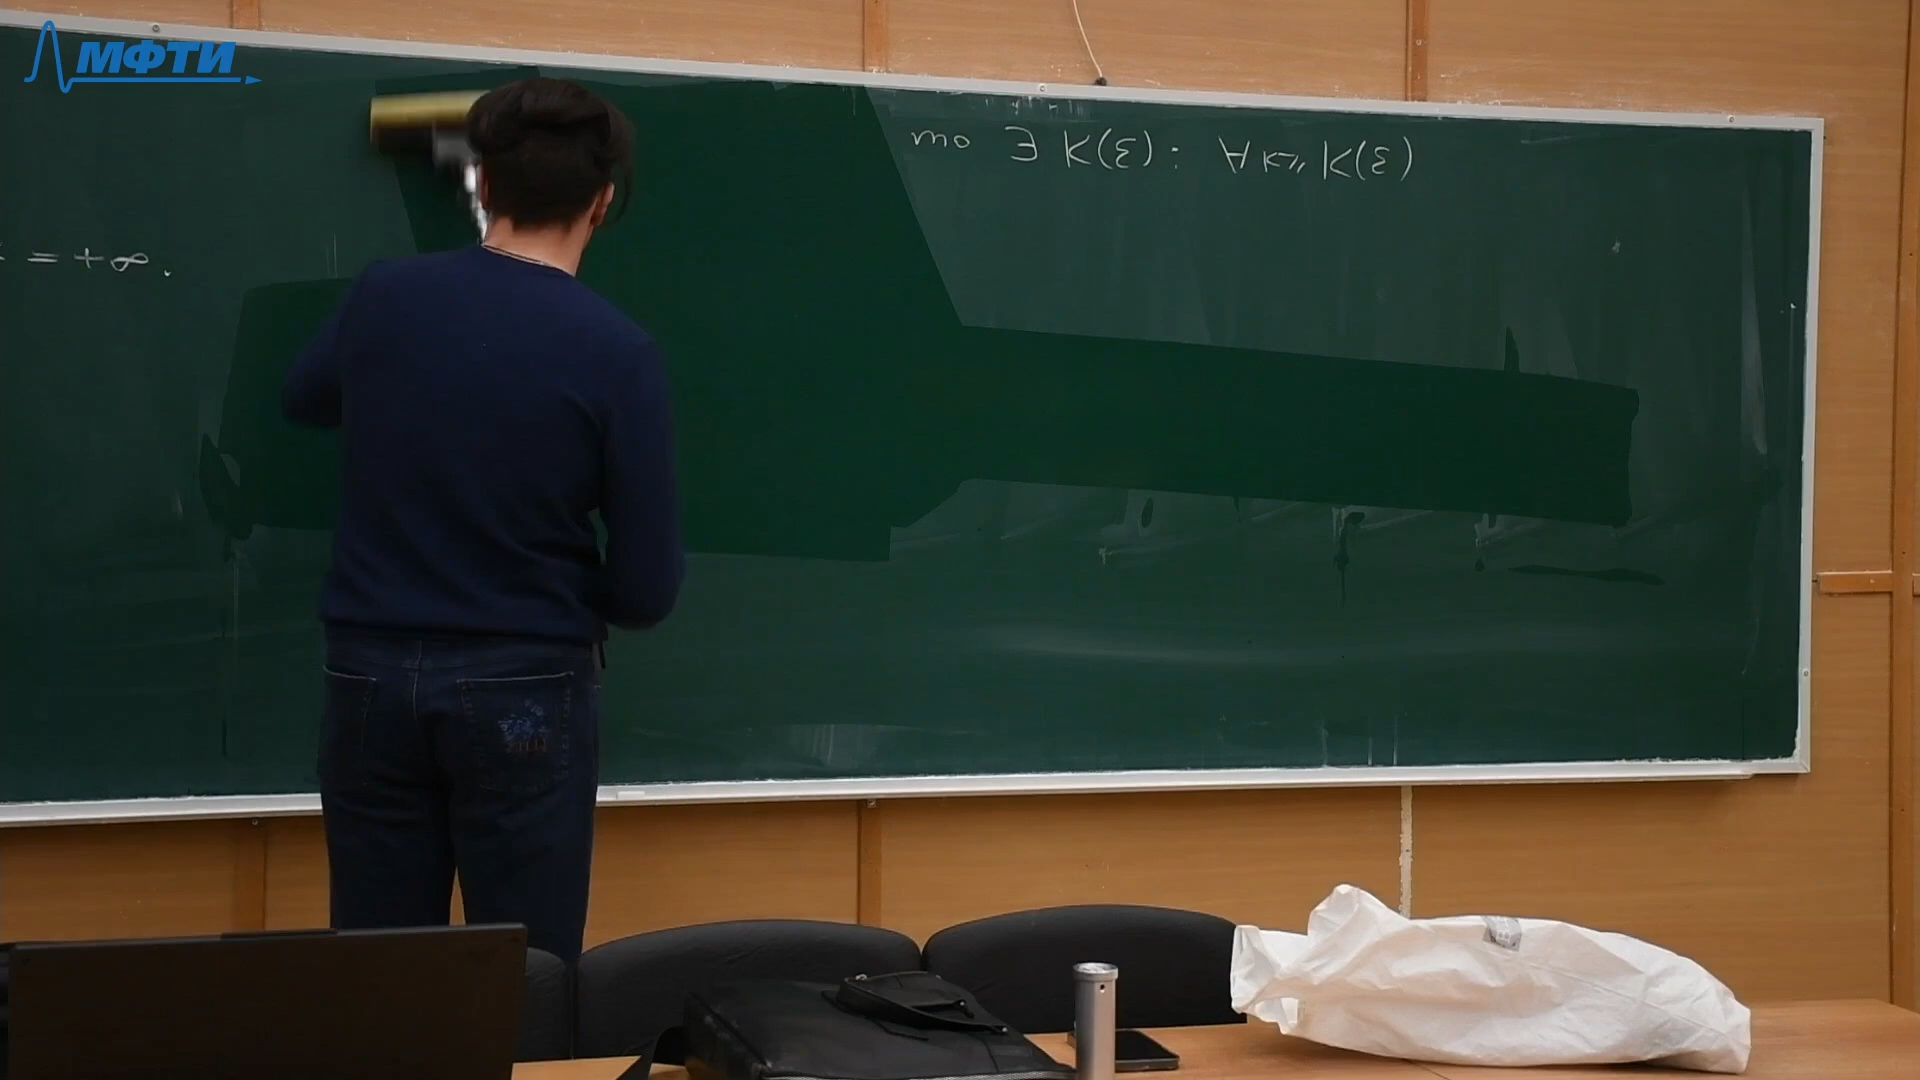 МФТИ
то ∃ K(ε) : ∀ k ⩾ K(ε)
= +∞.